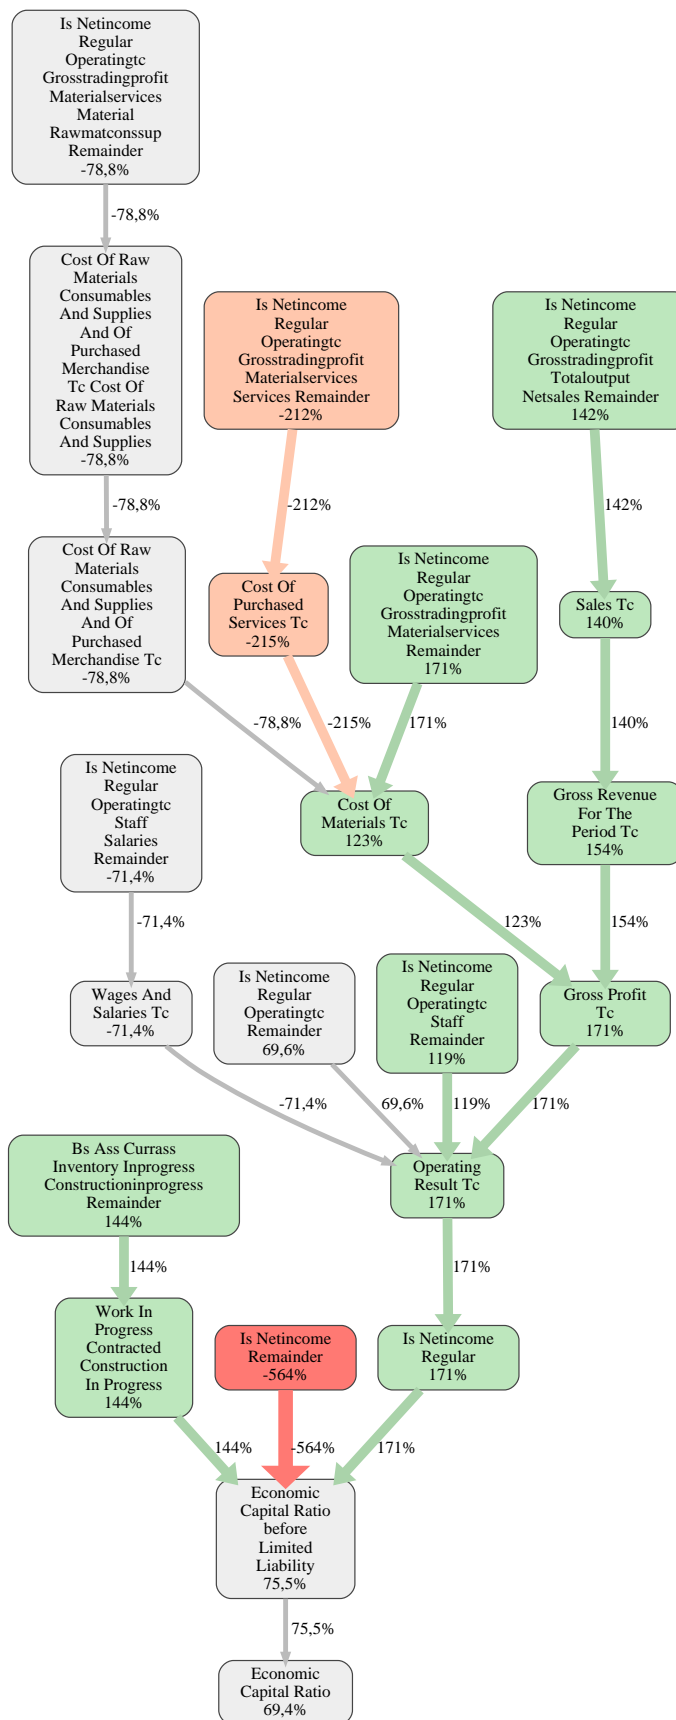 Is Netincome
Regular
Operatingtc
Grosstradingprofit
Materialservices
Material
Rawmatconssup
Remainder
-78,8%
-78,8%
Cost Of Raw
Materials
Consumables
And Supplies
And Of
Purchased
Merchandise
Tc Cost Of
Raw Materials
Consumables
And Supplies
-78,8%
Is Netincome
Regular
Operatingtc
Grosstradingprofit
Materialservices
Services Remainder
-212%
Is Netincome
Regular
Operatingtc
Grosstradingprofit
Totaloutput
Netsales Remainder
142%
-78,8%
-212%
142%
Cost Of Raw
Materials
Consumables
And Supplies
And Of
Purchased
Merchandise Tc
-78,8%
Cost Of
Purchased
Services Tc
-215%
Is Netincome
Regular
Operatingtc
Grosstradingprofit
Materialservices
Remainder
171%
Sales Tc
140%
-78,8%
-215%
171%
140%
Is Netincome
Regular
Operatingtc
Staff
Salaries
Remainder
-71,4%
Cost Of
Materials Tc
123%
Gross Revenue
For The
Period Tc
154%
-71,4%
123%
154%
Wages And
Salaries Tc
-71,4%
Is Netincome
Regular
Operatingtc
Remainder
69,6%
Is Netincome
Regular
Operatingtc
Staff
Remainder
119%
Gross Profit
Tc
171%
-71,4%
69,6%
119%
171%
Bs Ass Currass
Inventory Inprogress
Constructioninprogress
Remainder
144%
Operating
Result Tc
171%
144%
171%
Work In
Progress
Contracted
Construction
In Progress
144%
Is Netincome
Remainder
-564%
Is Netincome
Regular
171%
144%
-564%
171%
Economic
Capital Ratio
before
Limited
Liability
75,5%
75,5%
Economic
Capital Ratio
69,4%